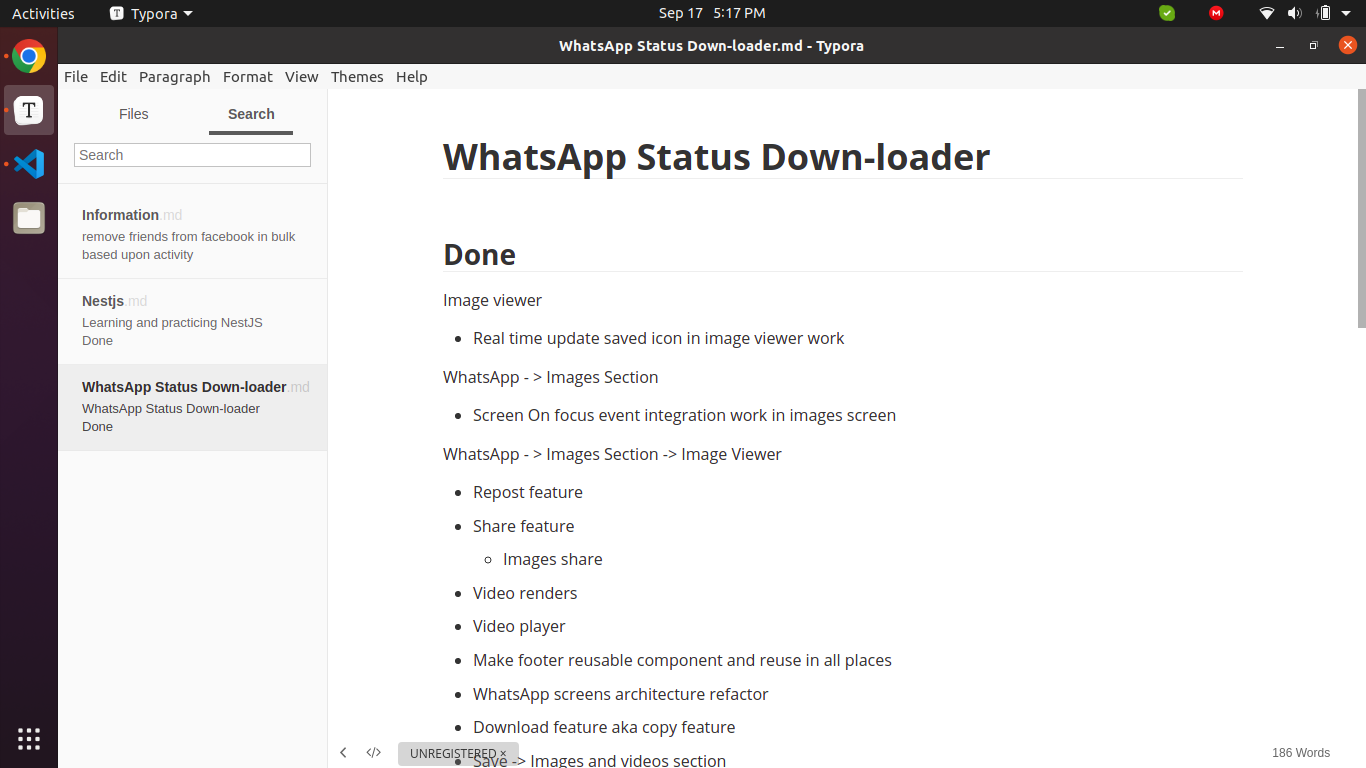 Activities
Typora
Sep 17 5:17 PM
WhatsApp Status Down-loader.md - Typora
File Edit Paragraph Format View Themes Help
Files Search
Search
Information.md
remove friends from facebook in bulk
based upon activity
Nestjs.md
Learning and practicing NestJS
Done
WhatsApp Status Down-loader.md
WhatsApp Status Down-loader
Done
WhatsApp Status Down-loader
Done
Image viewer
Real time update saved icon in image viewer work
WhatsApp - > Images Section
Screen On focus event integration work in images screen
WhatsApp - > Images Section -> Image Viewer
Repost feature
Share feature
Images share
Video renders
Video player
Make footer reusable component and reuse in all places
WhatsApp screens architecture refactor
Download feature aka copy feature
Save -> Images and videos section
UNREGISTERED ×
186 Words